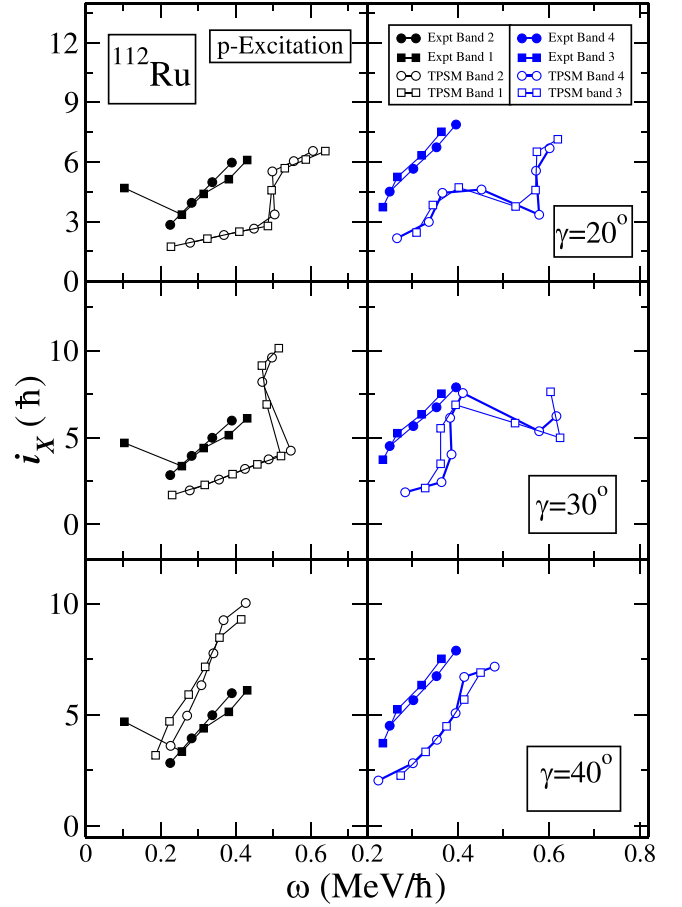 ¹¹²Ru
p-Excitation
Expt Band 2
Expt Band 1
TPSM Band 2
TPSM Band 1
Expt Band 4
Expt Band 3
TPSM Band 4
TPSM band 3
15
12
9
6
3
0
γ=20°
10
5
0
γ=30°
i_X (ħ)
10
5
0
γ=40°
0 0.2 0.4 0.6 0.2 0.4 0.6 0.8
ω (MeV/ħ)